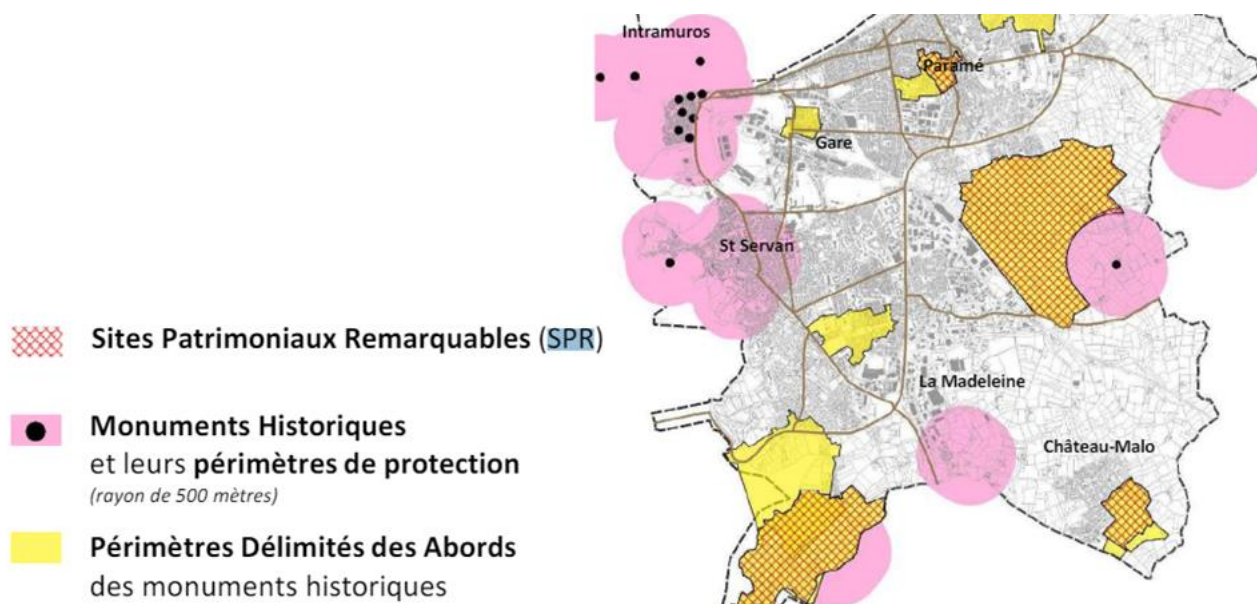 Intramuros
Paramé
Gare
St Servan
La Madeleine
Château-Malo
Sites Patrimoniaux Remarquables (SPR)
Monuments Historiques
et leurs périmètres de protection
(rayon de 500 mètres)
Périmètres Délimités des Abords
des monuments historiques